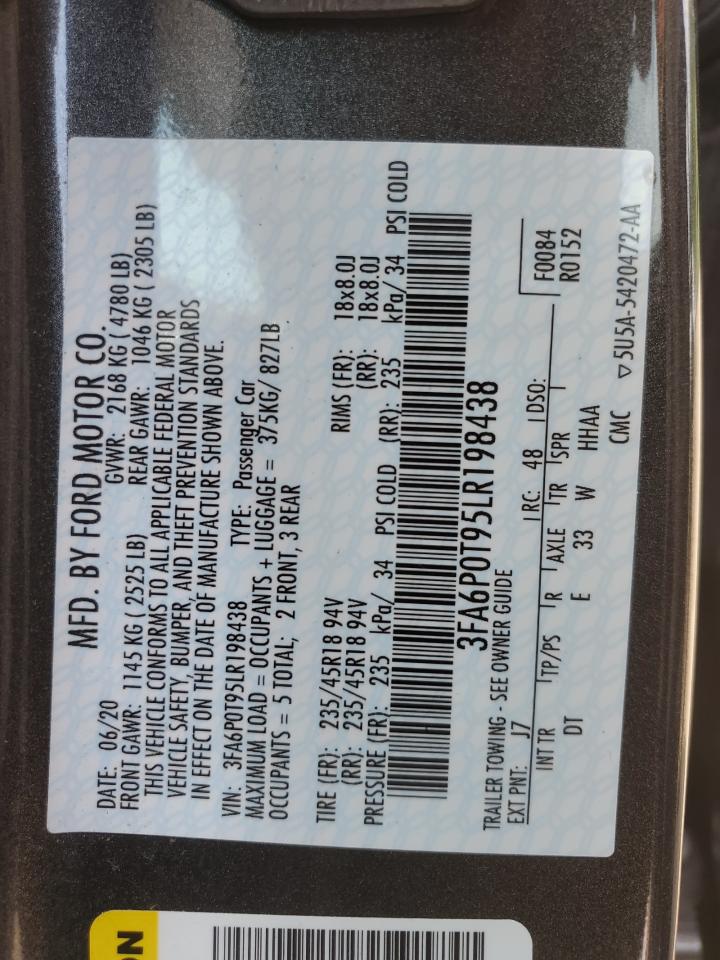 MFD. BY FORD MOTOR CO.
DATE: 06/20 GVWR: 2168 KG ( 4780 LB)
FRONT GAWR: 1145 KG ( 2525 LB) REAR GAWR: 1046 KG ( 2305 LB)
THIS VEHICLE CONFORMS TO ALL APPLICABLE FEDERAL MOTOR
VEHICLE SAFETY, BUMPER, AND THEFT PREVENTION STANDARDS
IN EFFECT ON THE DATE OF MANUFACTURE SHOWN ABOVE.
VIN: 3FA6P0T95LR198438 TYPE: Passenger Car
MAXIMUM LOAD = OCCUPANTS + LUGGAGE = 375KG/ 827LB
OCCUPANTS = 5 TOTAL; 2 FRONT, 3 REAR
TIRE (FR): 235/45R18 94V RIMS (FR): 18x8.0J
(RR): 235/45R18 94V (RR): 18x8.0J
PRESSURE (FR): 235 kPa/ 34 PSI COLD (RR): 235 kPa/ 34 PSI COLD
3FA6P0T95LR198438
TRAILER TOWING - SEE OWNER GUIDE
EXT PNT: J7 RC: 48 DSO: F0084
R0152
INT TR TP/PS R AXLE TR SPR
DT E 33 W HHAA
CMC ▽5U5A-5420472-AA
ON